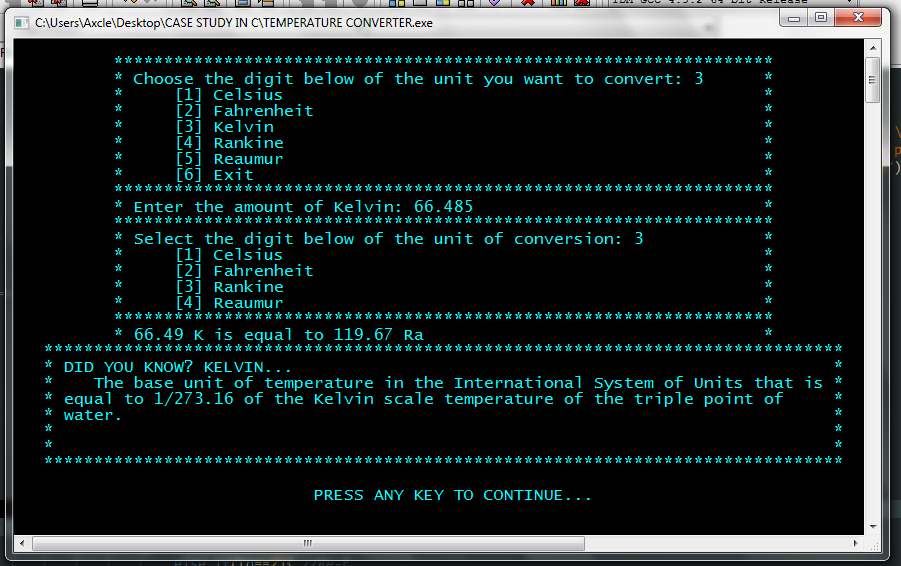 C:\Users\Axcle\Desktop\CASE STUDY IN C\TEMPERATURE CONVERTER.exe
******************************************************************
* Choose the digit below of the unit you want to convert: 3 *
* [1] Celsius *
* [2] Fahrenheit *
* [3] Kelvin *
* [4] Rankine *
* [5] Reaumur *
* [6] Exit *
******************************************************************
* Enter the amount of Kelvin: 66.485 *
******************************************************************
* Select the digit below of the unit of conversion: 3 *
* [1] Celsius *
* [2] Fahrenheit *
* [3] Rankine *
* [4] Reaumur *
******************************************************************
* 66.49 K is equal to 119.67 Ra *
********************************************************************************
* DID YOU KNOW? KELVIN... *
* The base unit of temperature in the International System of Units that is *
* equal to 1/273.16 of the Kelvin scale temperature of the triple point of *
* water. *
* *
* *
********************************************************************************
PRESS ANY KEY TO CONTINUE...